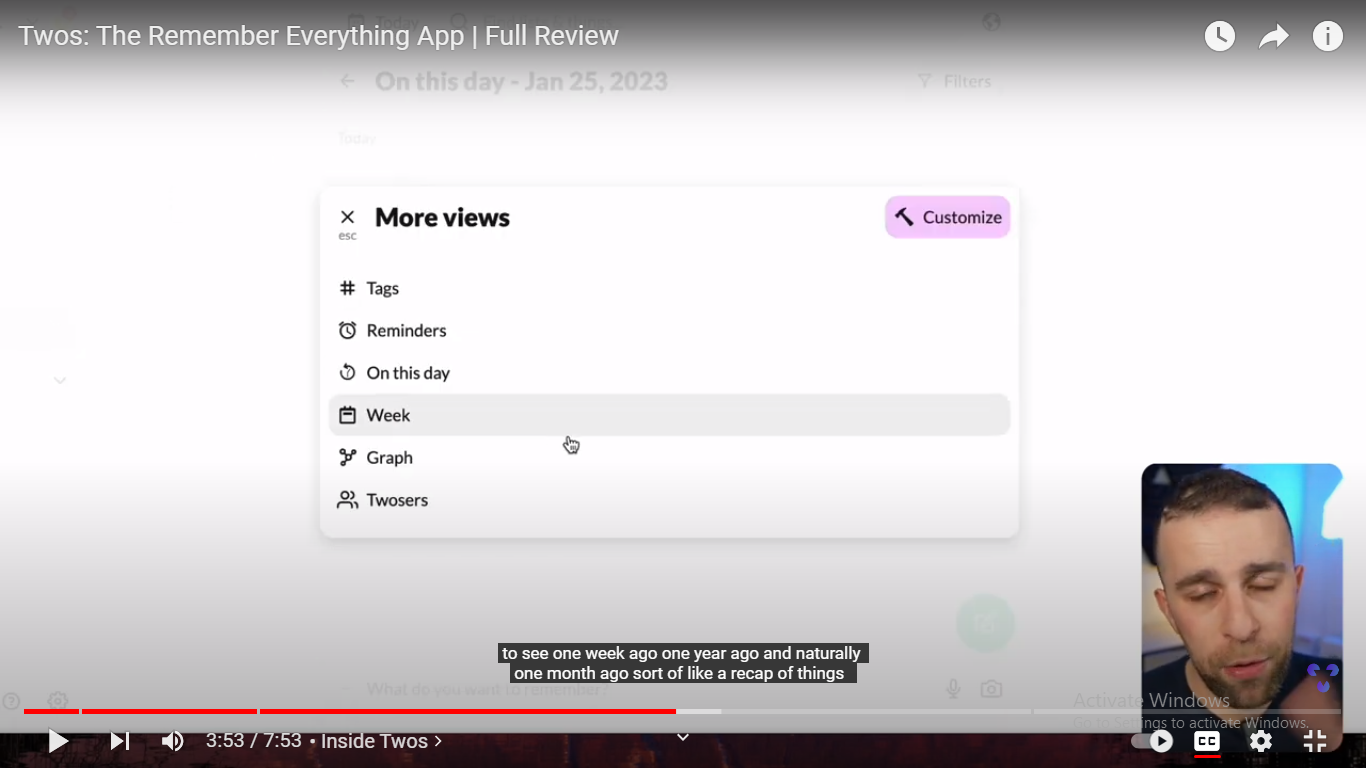 Today
Twos: The Remember Everything App | Full Review
On this day - Jan 25, 2023
Filters
Today
More views
esc
Customize
Tags
Reminders
On this day
Week
Graph
Twosers
to see one week ago one year ago and naturally
one month ago sort of like a recap of things
What do you want to remember?
Activate Windows
Go to Settings to activate Windows.
3:53 / 7:53 • Inside Twos >
CC